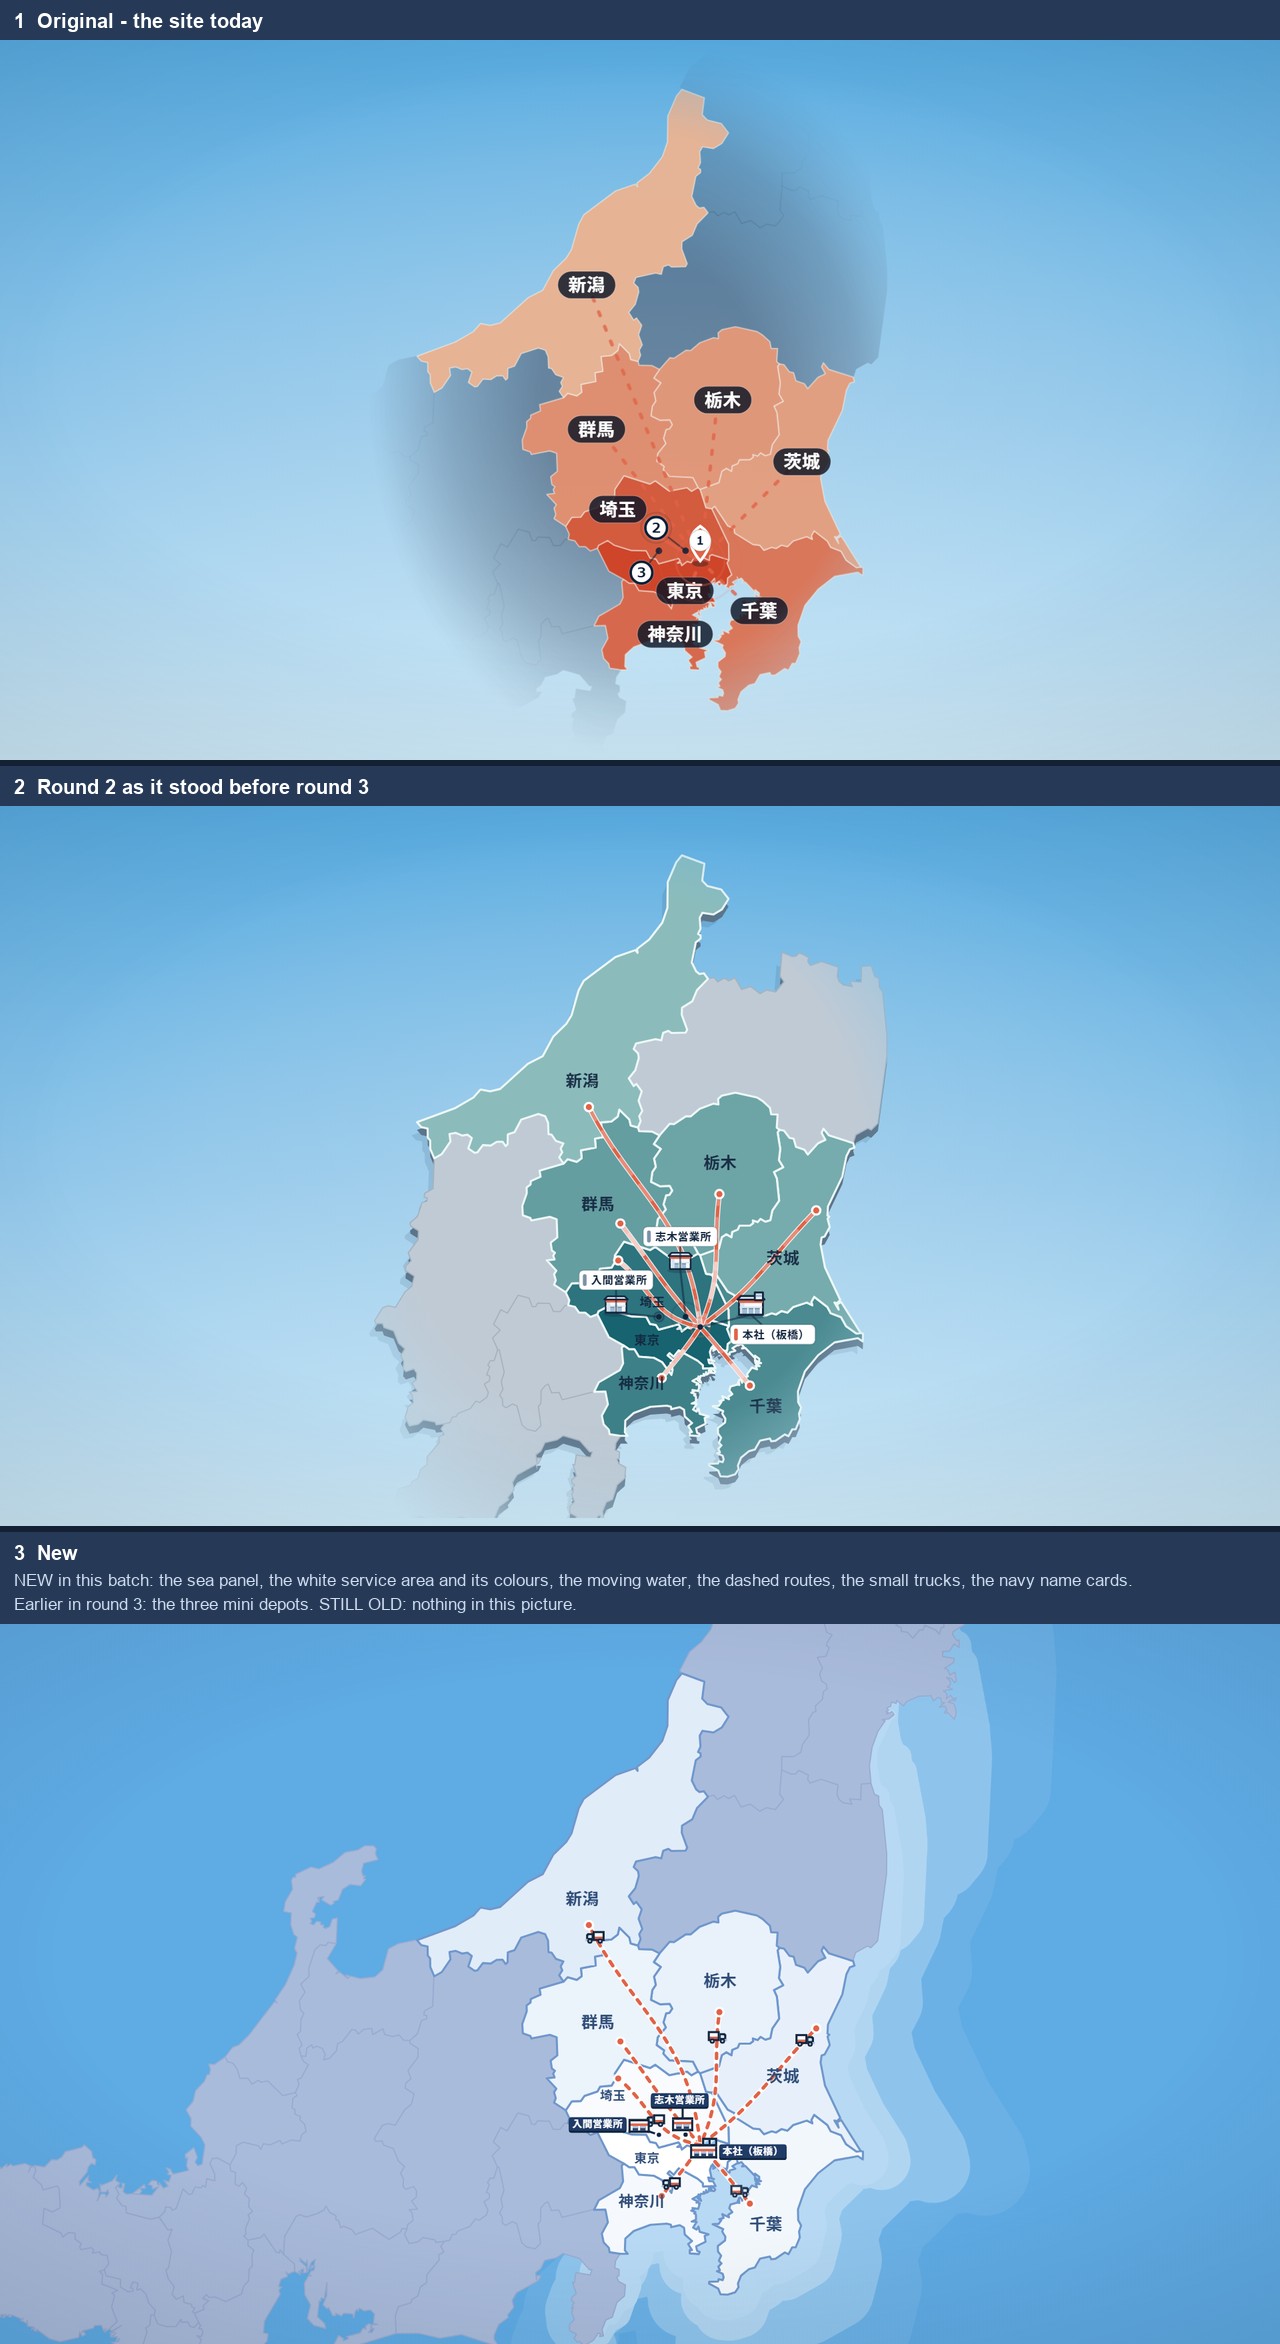 1 Original - the site today
新潟
栃木
群馬
茨城
埼玉
2
1
3
東京
千葉
神奈川
2 Round 2 as it stood before round 3
新潟
栃木
群馬
志木営業所
茨城
入間営業所
埼玉
本社（板橋）
東京
神奈川
千葉
3 New
NEW in this batch: the sea panel, the white service area and its colours, the moving water, the dashed routes, the small trucks, the navy name cards.
Earlier in round 3: the three mini depots. STILL OLD: nothing in this picture.
新潟
栃木
群馬
茨城
埼玉
志木営業所
入間営業所
本社（板橋）
東京
神奈川
千葉